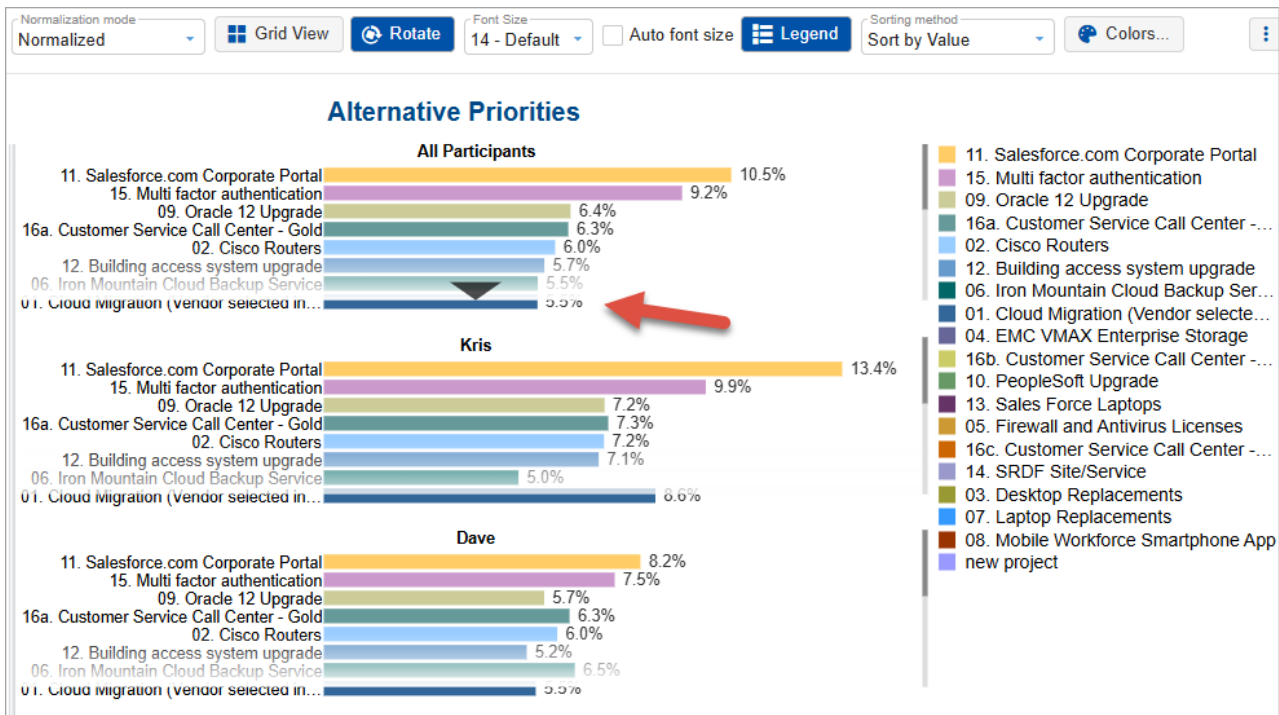 Normalization mode
Normalized
Grid View
Rotate
Font Size
14 - Default
Auto font size
Legend
Sorting method
Sort by Value
Colors...
Alternative Priorities
All Participants
11. Salesforce.com Corporate Portal 10.5%
15. Multi factor authentication 9.2%
09. Oracle 12 Upgrade 6.4%
16a. Customer Service Call Center - Gold 6.3%
02. Cisco Routers 6.0%
12. Building access system upgrade 5.7%
06. Iron Mountain Cloud Backup Service 5.5%
01. Cloud Migration (Vendor selected in... 5.5%
Kris
11. Salesforce.com Corporate Portal 13.4%
15. Multi factor authentication 9.9%
09. Oracle 12 Upgrade 7.2%
16a. Customer Service Call Center - Gold 7.3%
02. Cisco Routers 7.2%
12. Building access system upgrade 7.1%
06. Iron Mountain Cloud Backup Service 5.0%
01. Cloud Migration (Vendor selected in... 8.6%
Dave
11. Salesforce.com Corporate Portal 8.2%
15. Multi factor authentication 7.5%
09. Oracle 12 Upgrade 5.7%
16a. Customer Service Call Center - Gold 6.3%
02. Cisco Routers 6.0%
12. Building access system upgrade 5.2%
06. Iron Mountain Cloud Backup Service 6.5%
01. Cloud Migration (Vendor selected in... 5.5%
11. Salesforce.com Corporate Portal
15. Multi factor authentication
09. Oracle 12 Upgrade
16a. Customer Service Call Center -...
02. Cisco Routers
12. Building access system upgrade
06. Iron Mountain Cloud Backup Ser...
01. Cloud Migration (Vendor selecte...
04. EMC VMAX Enterprise Storage
16b. Customer Service Call Center -...
10. PeopleSoft Upgrade
13. Sales Force Laptops
05. Firewall and Antivirus Licenses
16c. Customer Service Call Center -...
14. SRDF Site/Service
03. Desktop Replacements
07. Laptop Replacements
08. Mobile Workforce Smartphone App
new project